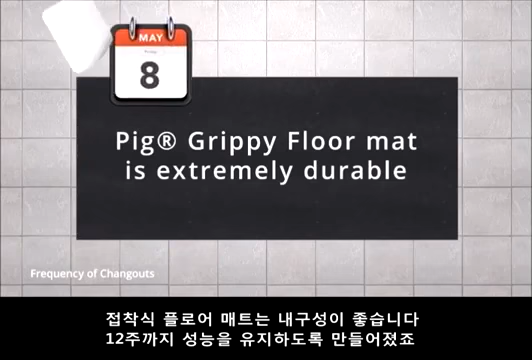 MAY
8
Pig® Grippy Floor mat
is extremely durable
Frequency of Changouts
접착식 플로어 매트는 내구성이 좋습니다
12주까지 성능을 유지하도록 만들어졌죠